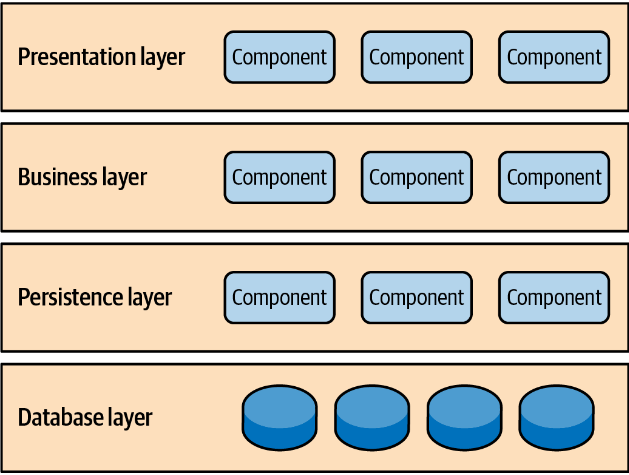 Presentation layer Component Component Component
Business layer Component Component Component
Persistence layer Component Component Component
Database layer